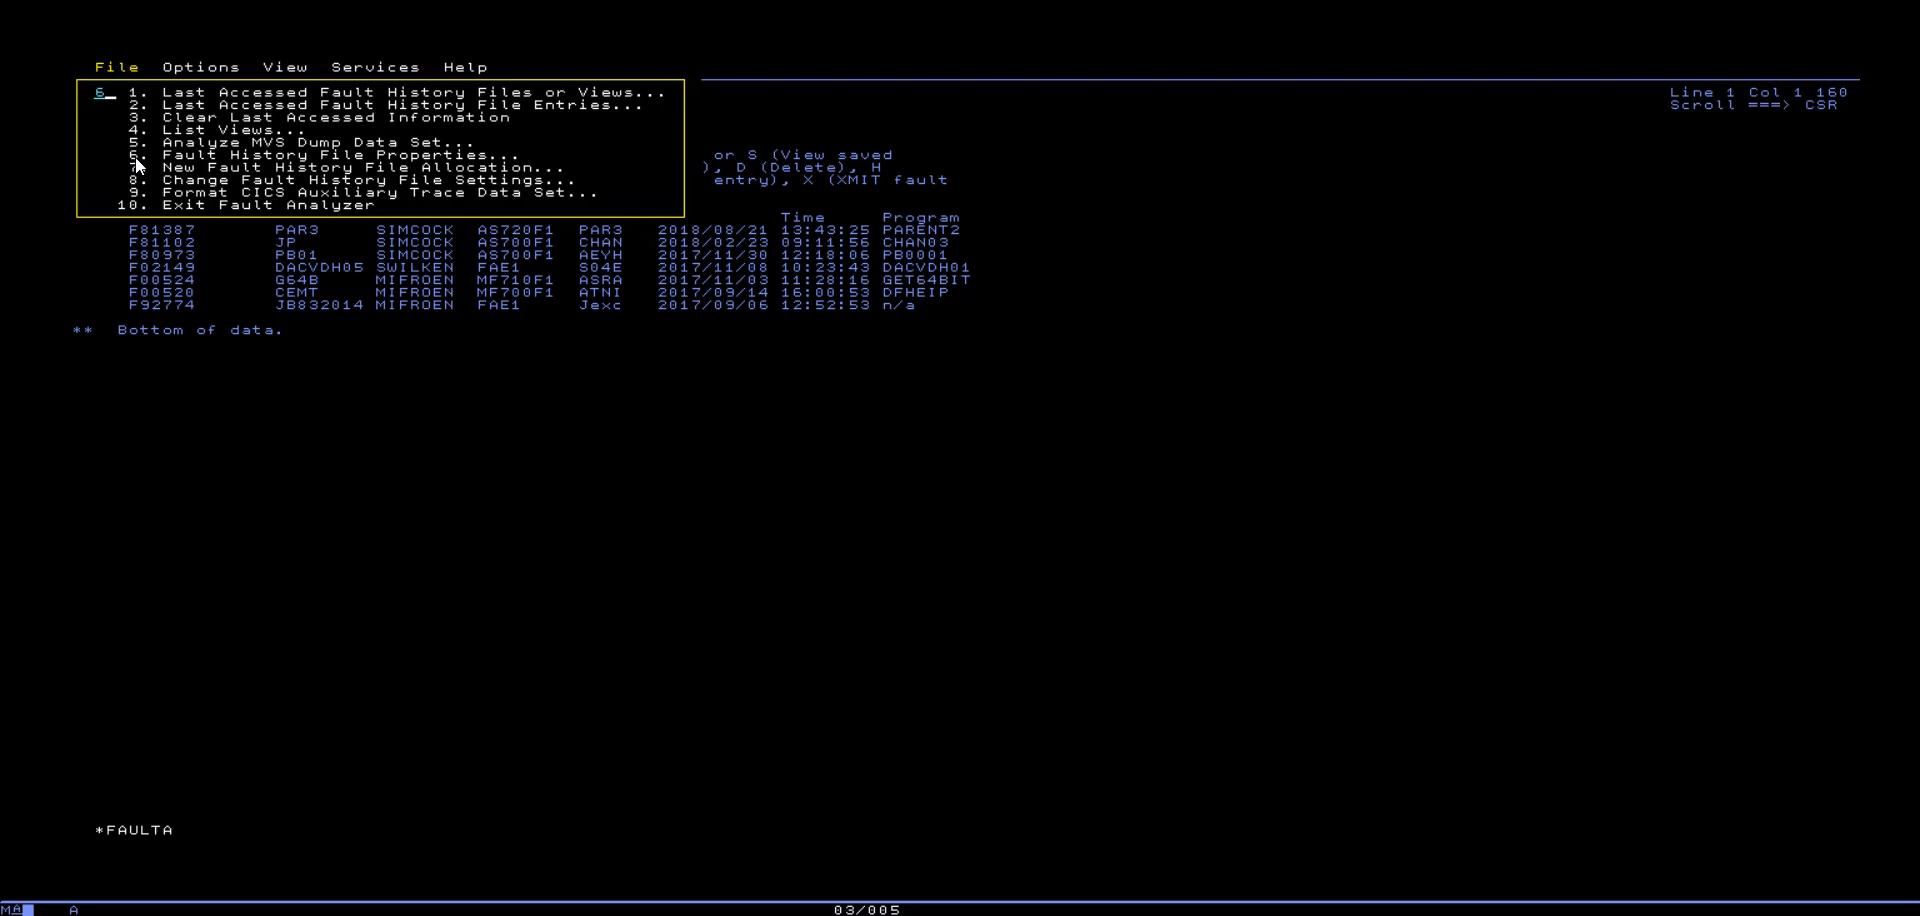 File Options View Services Help
6_ 1. Last Accessed Fault History Files or Views... Line 1 Col 1 160
2. Last Accessed Fault History File Entries... Scroll ===> CSR
3. Clear Last Accessed Information
4. List Views...
5. Analyze MVS Dump Data Set...
6. Fault History File Properties... or S (View saved
7. New Fault History File Allocation... ), D (Delete), H
8. Change Fault History File Settings... entry), X (XMIT fault
9. Format CICS Auxiliary Trace Data Set...
10. Exit Fault Analyzer
Time Program
F81387 PAR3 SIMCOCK AS720F1 PAR3 2018/08/21 13:43:25 PARENT2
F81102 JP SIMCOCK AS700F1 CHAN 2018/02/23 09:11:56 CHAN03
F80973 PB01 SIMCOCK AS700F1 AEYH 2017/11/30 12:18:06 PB0001
F02149 DACVDH05 SWILKEN FAE1 S04E 2017/11/08 10:23:43 DACVDH01
F00524 G64B MIFROEN MF710F1 ASRA 2017/11/03 11:28:16 GET64BIT
F00520 CEMT MIFROEN MF700F1 ATNI 2017/09/14 16:00:53 DFHEIP
F92774 JB832014 MIFROEN FAE1 Jexc 2017/09/06 12:52:53 n/a
** Bottom of data.
*FAULTA
MA A 03/005